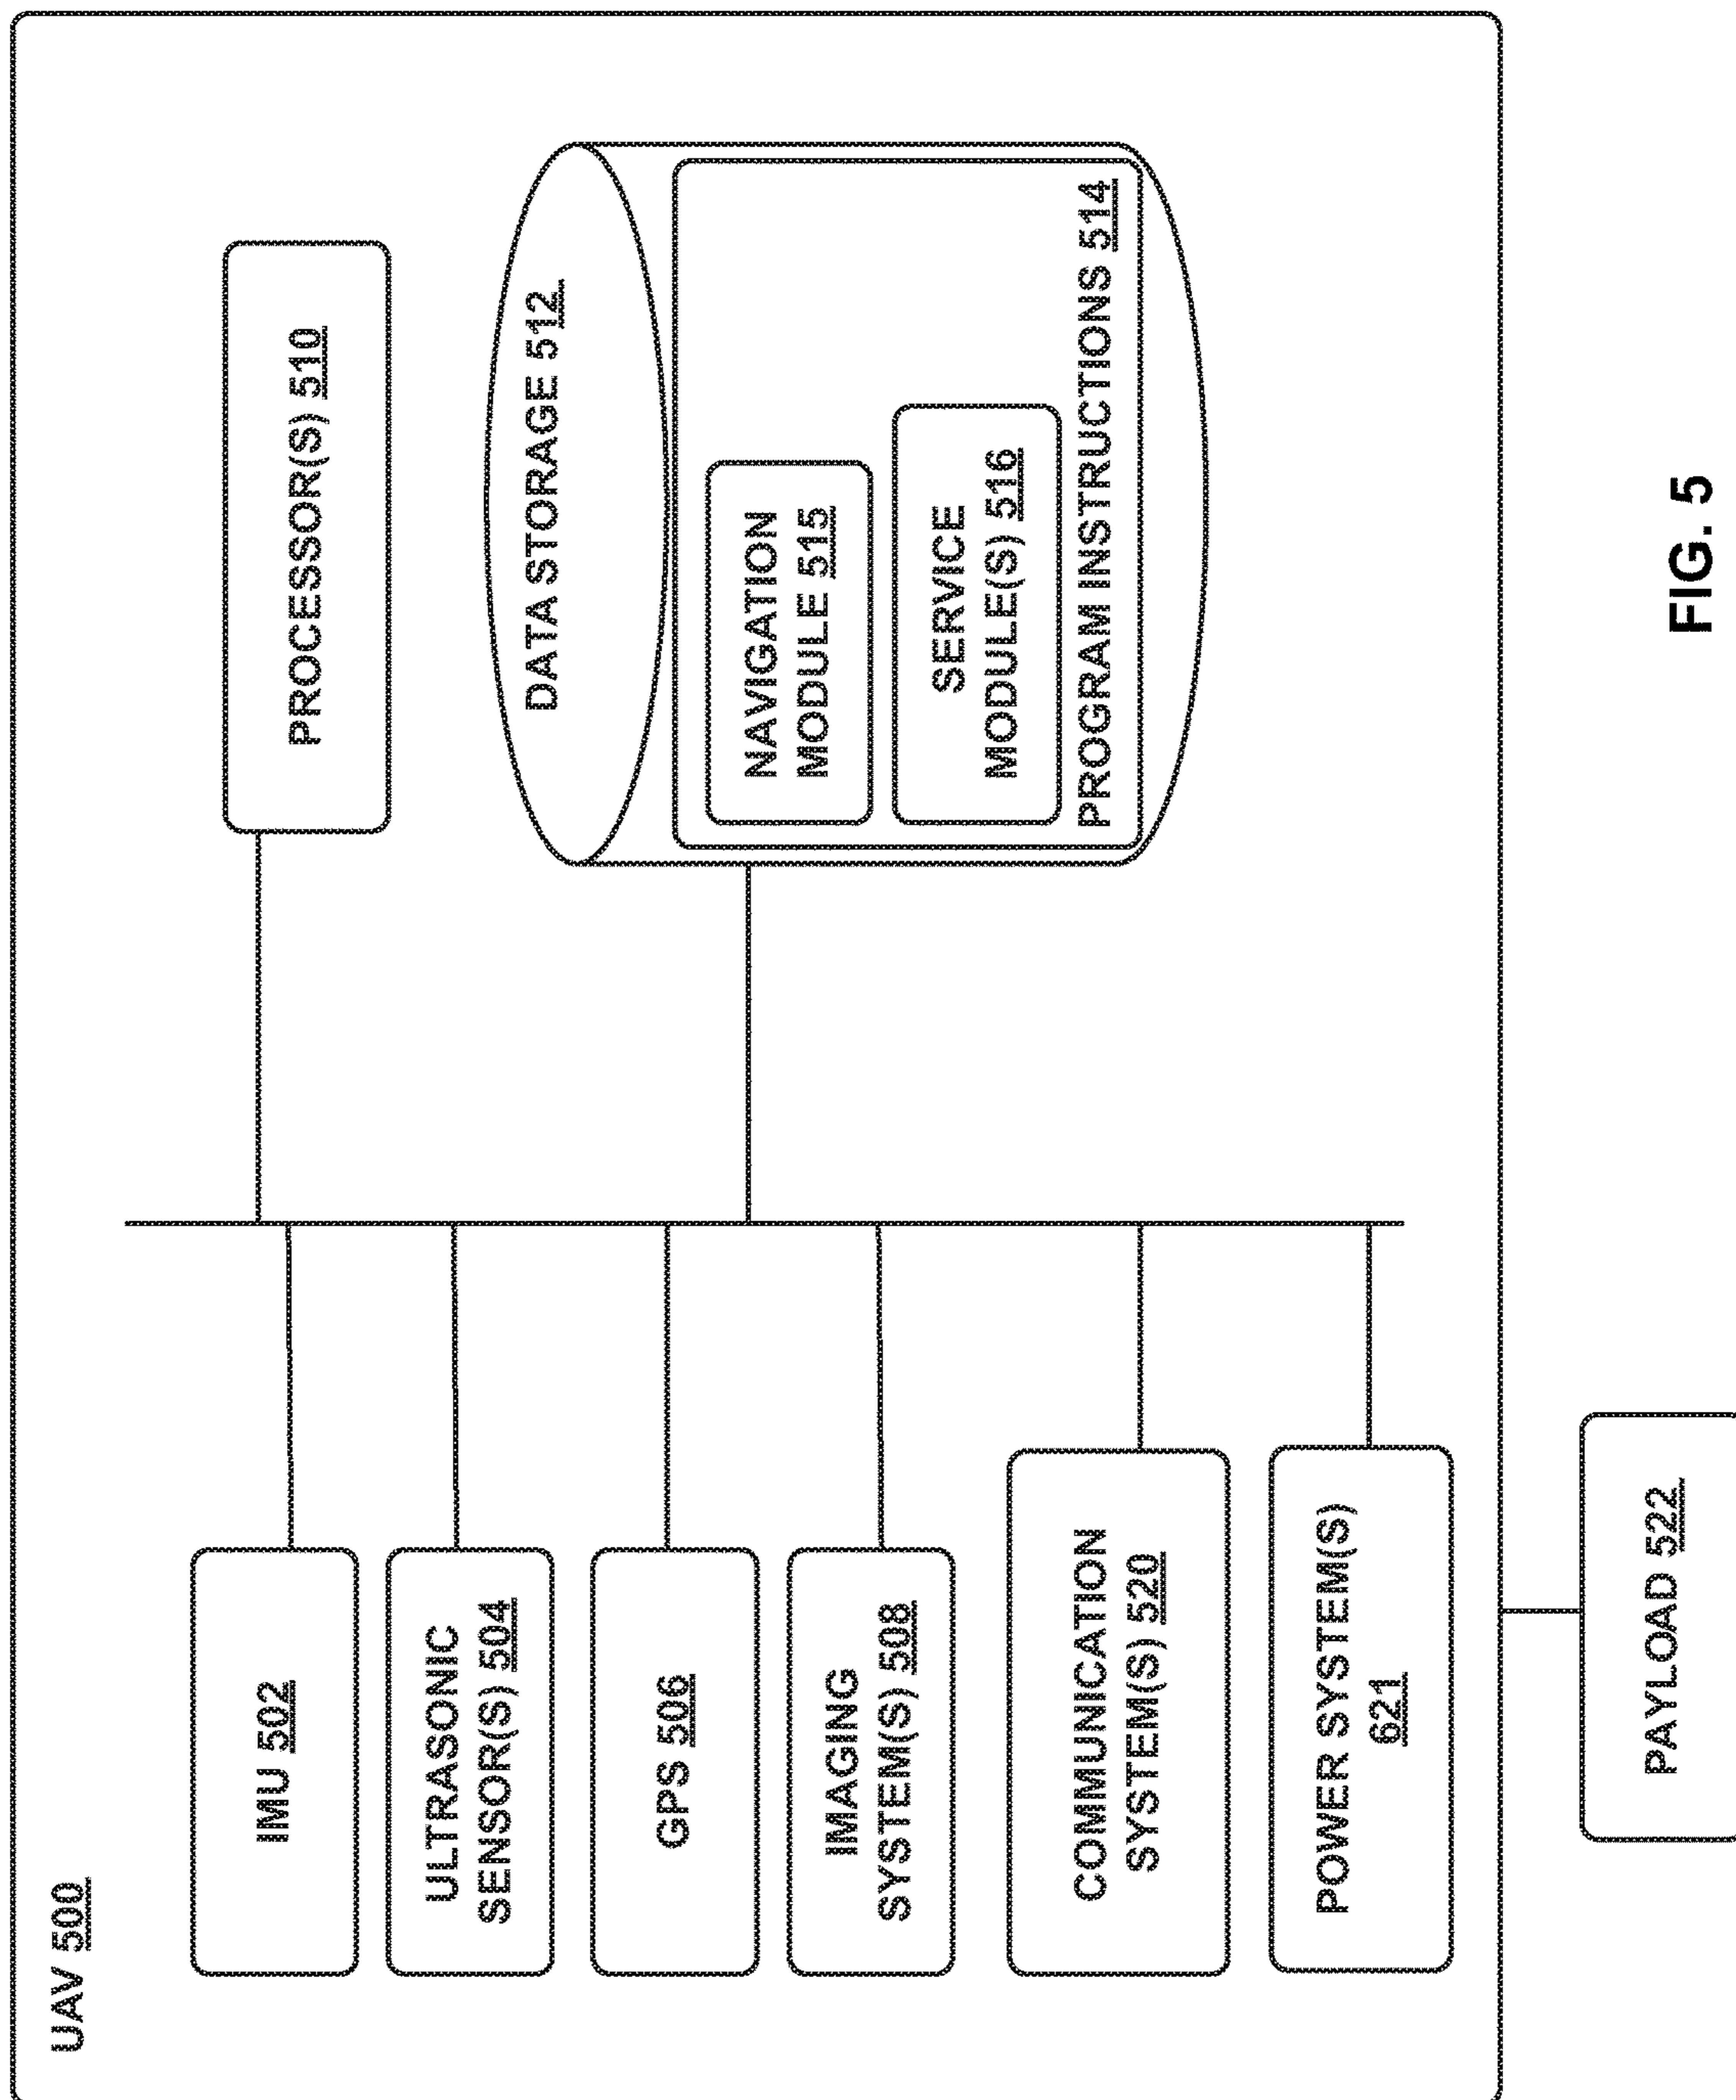 UAV 500
IMU 502
ULTRASONIC
SENSOR(S) 504
GPS 506
IMAGING
SYSTEM(S) 508
COMMUNICATION
SYSTEM(S) 520
POWER SYSTEM(S)
621
PROCESSOR(S) 510
DATA STORAGE 512
NAVIGATION
MODULE 515
SERVICE
MODULE(S) 516
PROGRAM INSTRUCTIONS 514
PAYLOAD 522
FIG. 5